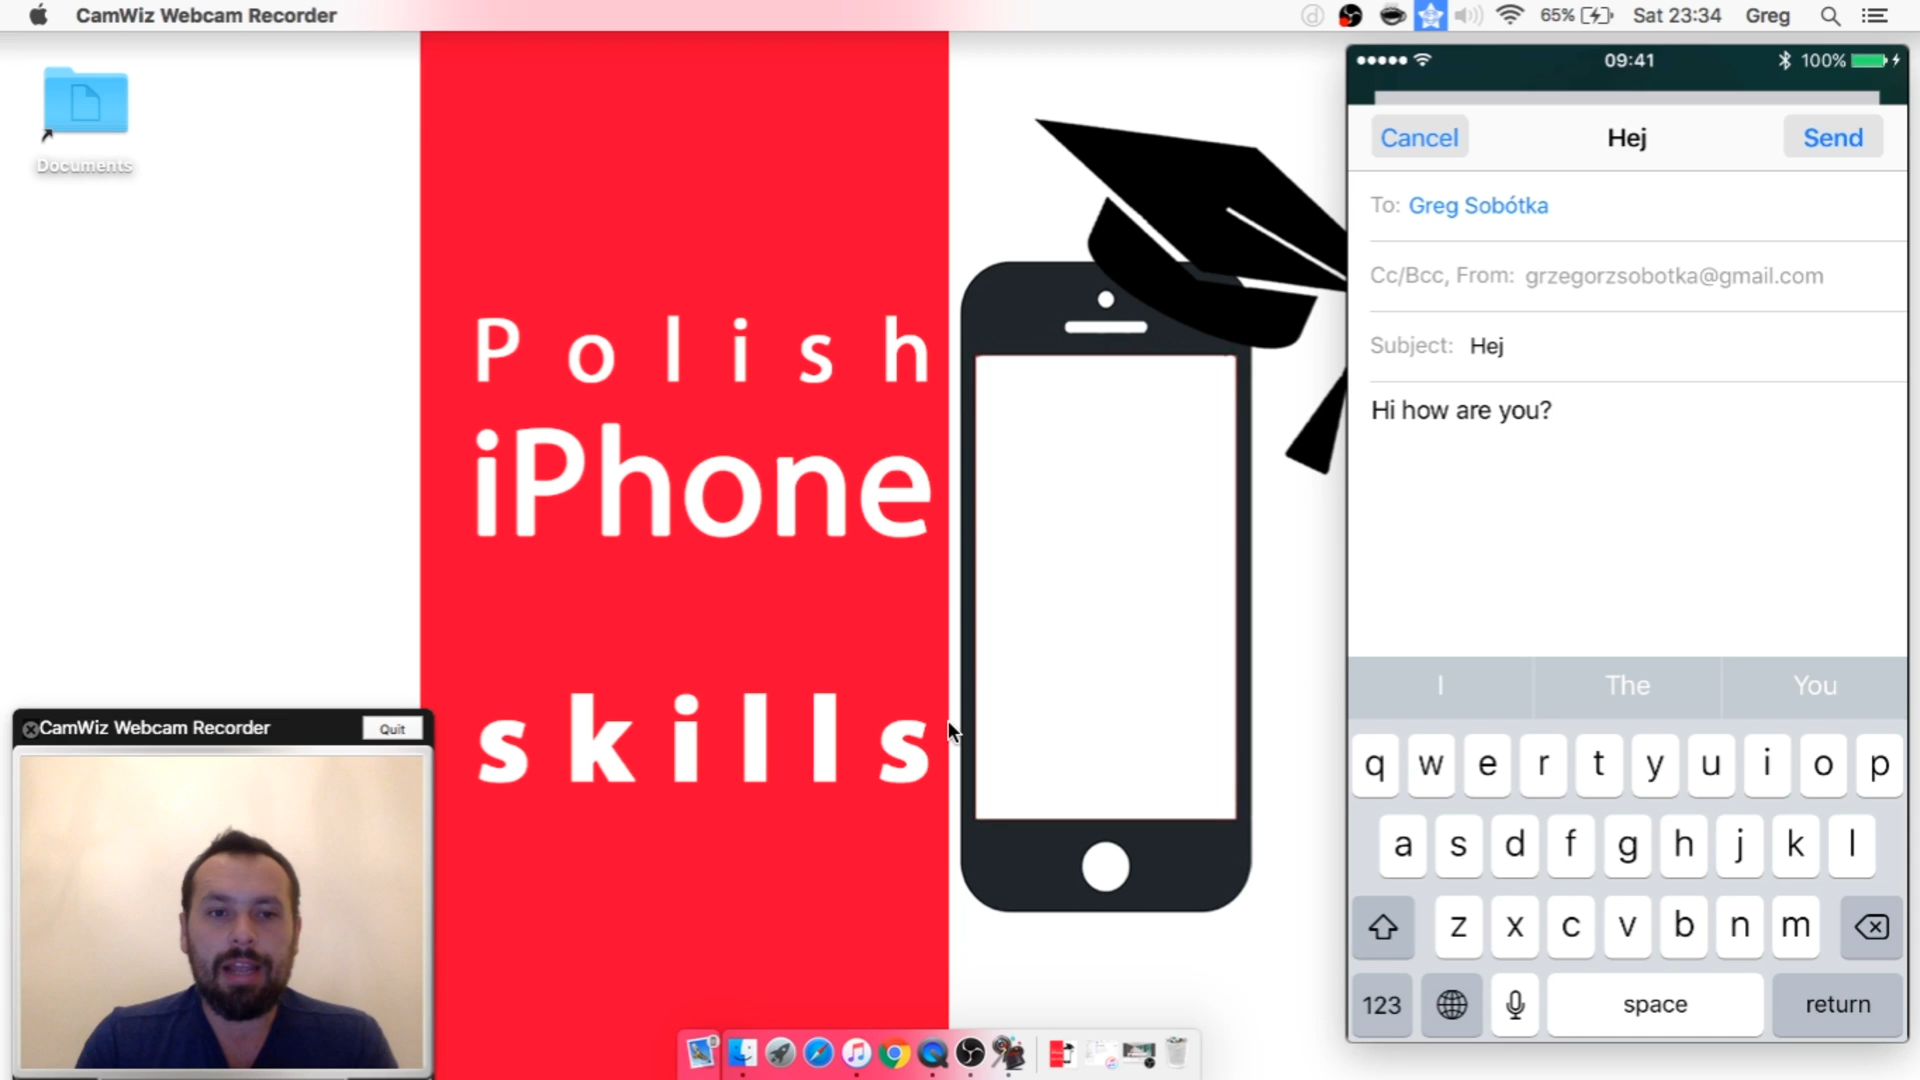 CamWiz Webcam Recorder
65% Sat 23:34 Greg
Documents
Polish
iPhone
skills
CamWiz Webcam Recorder Quit
09:41 100%
Cancel Hej Send
To: Greg Sobótka
Cc/Bcc, From: grzegorzsobotka@gmail.com
Subject: Hej
Hi how are you?
I The You
q w e r t y u i o p
a s d f g h j k l
z x c v b n m
123 space return